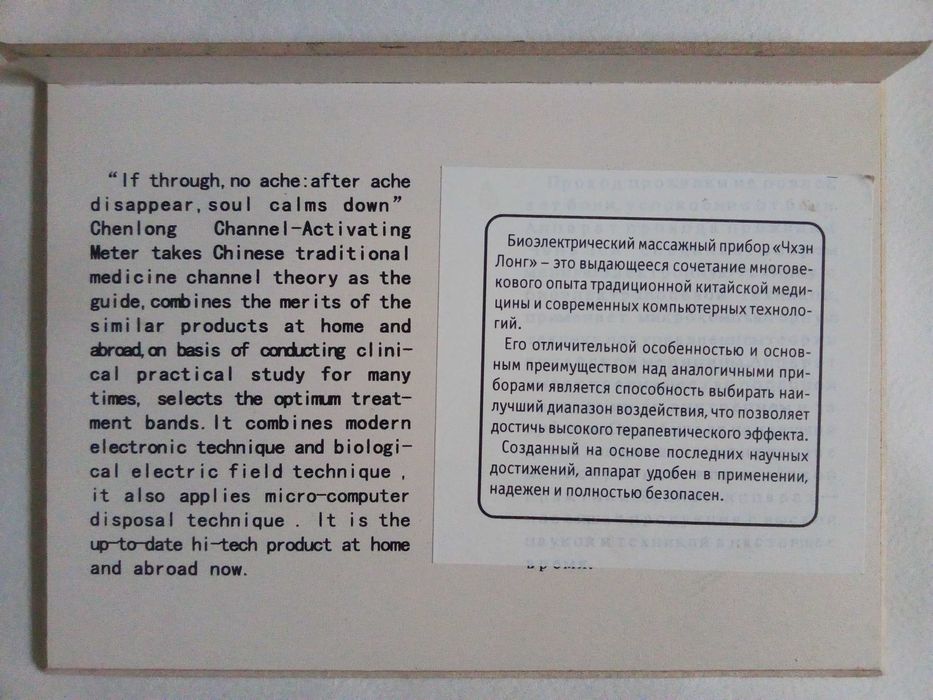 “If through, no ache:after ache
disappear, soul calms down”
Chenlong Channel-Activating
Meter takes Chinese traditional
medicine channel theory as the
guide, combines the merits of the
similar products at home and
abroad, on basis of conducting clini-
cal practical study for many
times, selects the optimum treat-
ment bands. It combines modern
electronic technique and biologi-
cal electric field technique ,
it also applies micro-computer
disposal technique . It is the
up-to-date hi-tech product at home
and abroad now.
Биоэлектрический массажный прибор «Чхэн
Лонг» – это выдающееся сочетание многове-
кового опыта традиционной китайской меди-
цины и современных компьютерных техноло-
гий.
Его отличительной особенностью и основ-
ным преимуществом над аналогичными при-
борами является способность выбирать наи-
лучший диапазон воздействия, что позволяет
достичь высокого терапевтического эффекта.
Созданный на основе последних научных
достижений, аппарат удобен в применении,
надежен и полностью безопасен.
время.